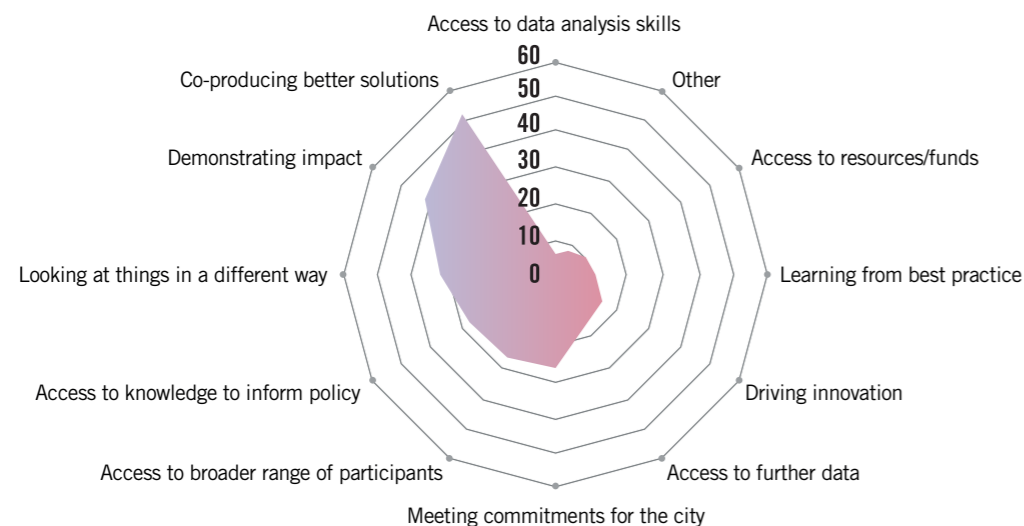 Access to data analysis skills
Other
Access to resources/funds
Learning from best practice
Driving innovation
Access to further data
Meeting commitments for the city
Access to broader range of participants
Access to knowledge to inform policy
Looking at things in a different way
Demonstrating impact
Co-producing better solutions
60
50
40
30
20
10
0